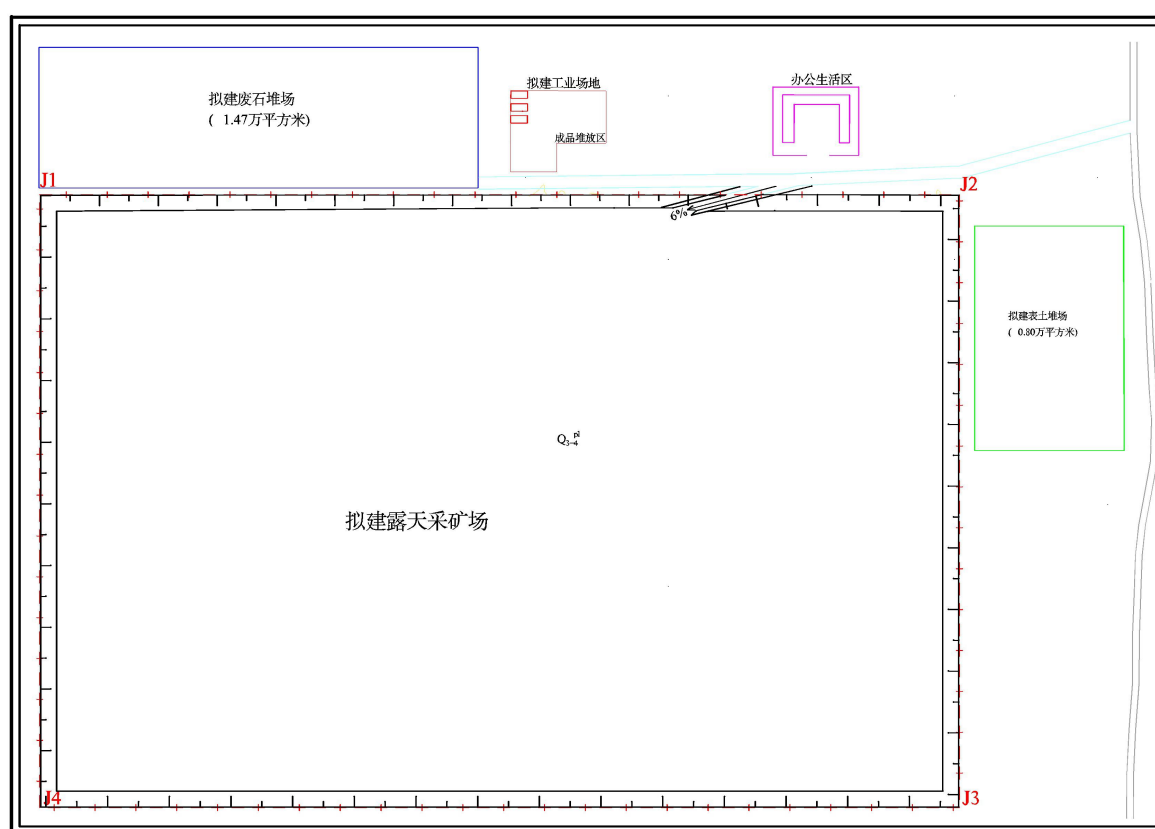 拟建废石堆场
( 1.47万平方米)
拟建工业场地
成品堆放区
办公生活区
J1
J2
6%
拟建表土堆场
( 0.80万平方米)
Q3-4 pl
拟建露天采矿场
J4
J3